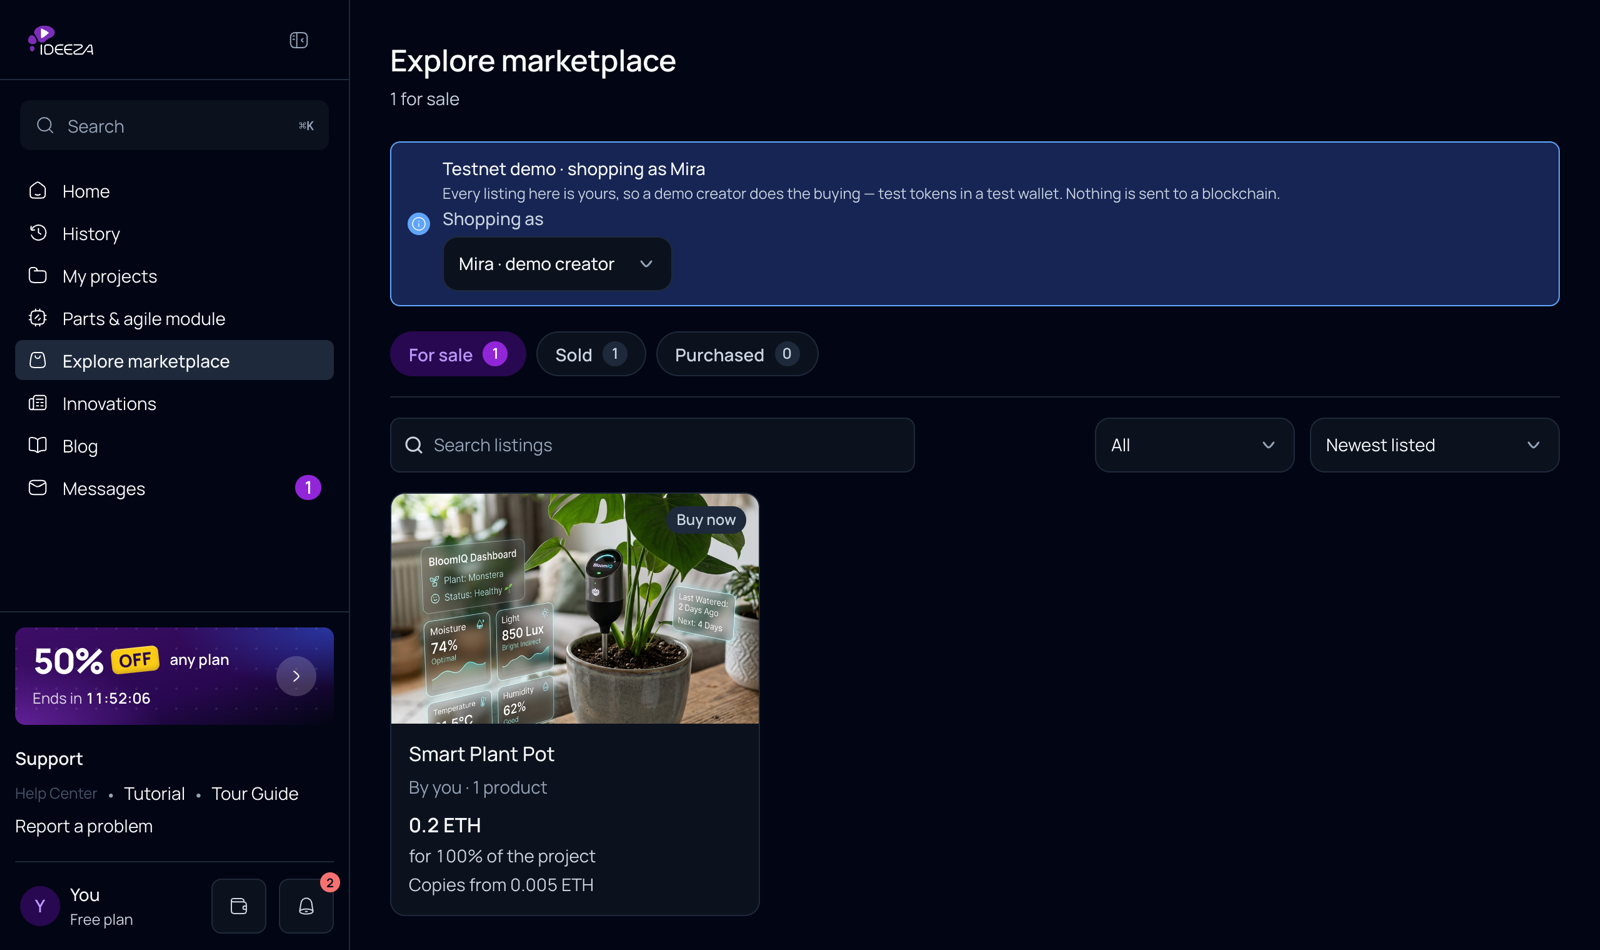 IDEEZA
Search ⌘K
Home
History
My projects
Parts & agile module
Explore marketplace
Innovations
Blog
Messages 1
50% OFF any plan
Ends in 11:52:06
Support
Help Center • Tutorial • Tour Guide
Report a problem
Y You
Free plan
2
Explore marketplace
1 for sale
Testnet demo · shopping as Mira
Every listing here is yours, so a demo creator does the buying — test tokens in a test wallet. Nothing is sent to a blockchain.
Shopping as
Mira · demo creator
For sale 1 Sold 1 Purchased 0
Search listings All Newest listed
Buy now
BloomIQ Dashboard
Plant: Monstera
Status: Healthy
BloomIQ
Moisture
74%
Optimal
Light
850 Lux
Bright Indirect
Last Watered:
2 Days Ago
Next: 4 Days
Temperature
Humidity
62%
Good
Smart Plant Pot
By you · 1 product
0.2 ETH
for 100% of the project
Copies from 0.005 ETH